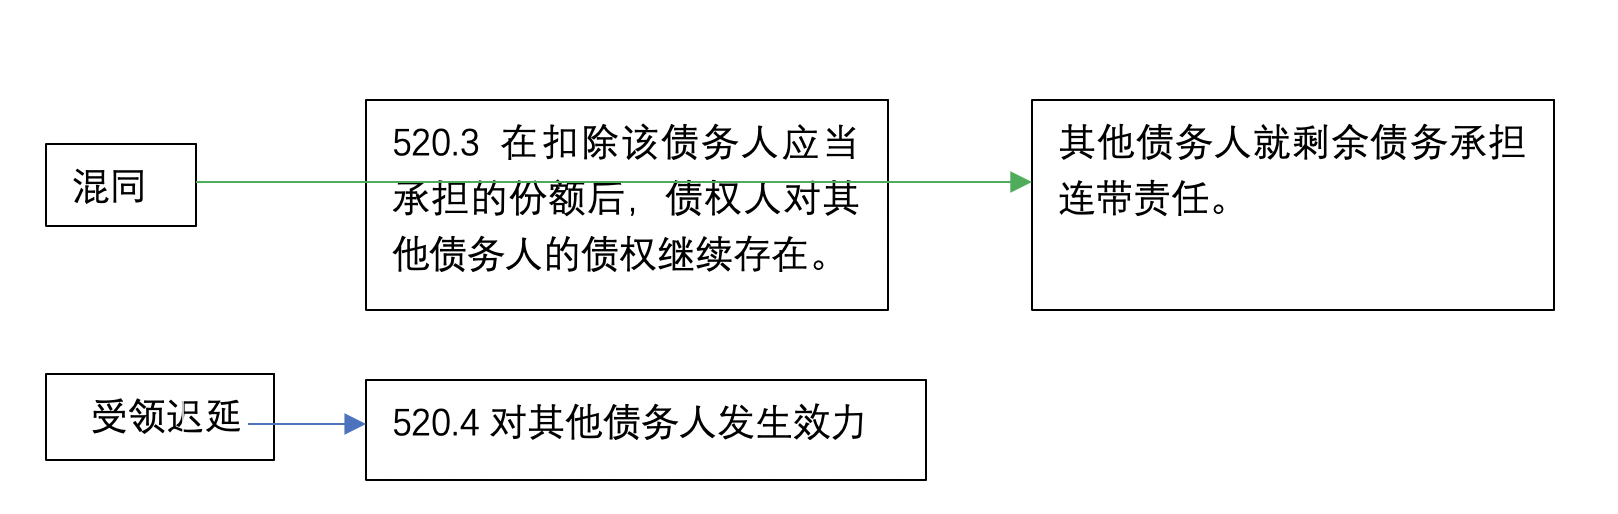 混同
520.3 在扣除该债务人应当
承担的份额后，债权人对其
他债务人的债权继续存在。
其他债务人就剩余债务承担
连带责任。
受领迟延
520.4 对其他债务人发生效力